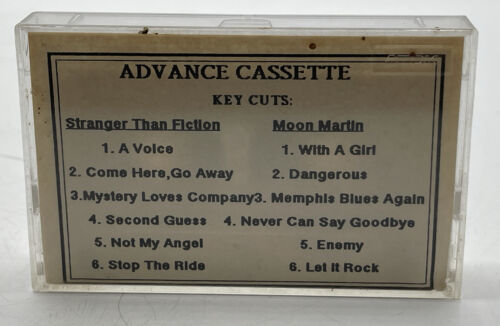 ADVANCE CASSETTE
KEY CUTS:
Stranger Than Fiction Moon Martin
1. A Voice 1. With A Girl
2. Come Here,Go Away 2. Dangerous
3.Mystery Loves Company 3. Memphis Blues Again
4. Second Guess 4. Never Can Say Goodbye
5. Not My Angel 5. Enemy
6. Stop The Ride 6. Let It Rock